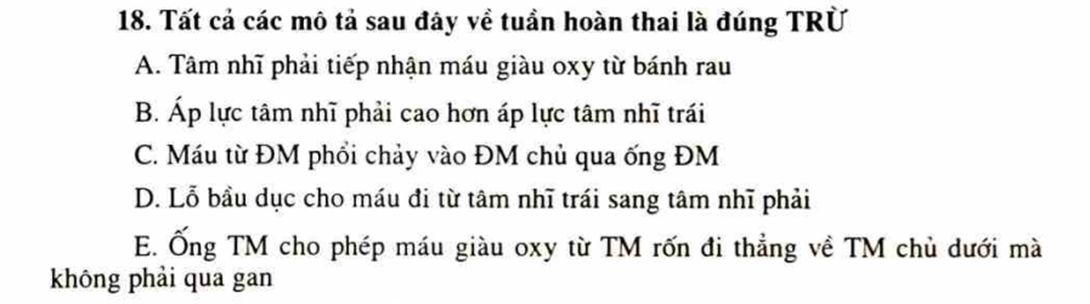 18. Tất cả các mô tả sau đây về tuần hoàn thai là đúng TRỪ
A. Tâm nhĩ phải tiếp nhận máu giàu oxy từ bánh rau
B. Áp lực tâm nhĩ phải cao hơn áp lực tâm nhĩ trái
C. Máu từ ĐM phổi chảy vào ĐM chủ qua ống ĐM
D. Lỗ bầu dục cho máu đi từ tâm nhĩ trái sang tâm nhĩ phải
E. Ống TM cho phép máu giàu oxy từ TM rốn đi thẳng về TM chủ dưới mà
không phải qua gan